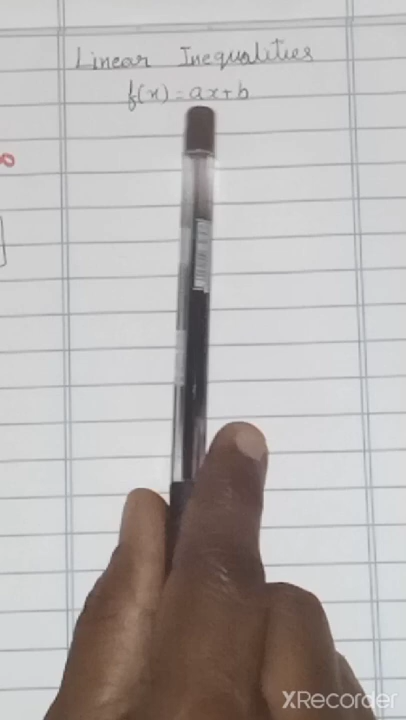 Linear Inequalities
f(x) = ax+b
XRecorder